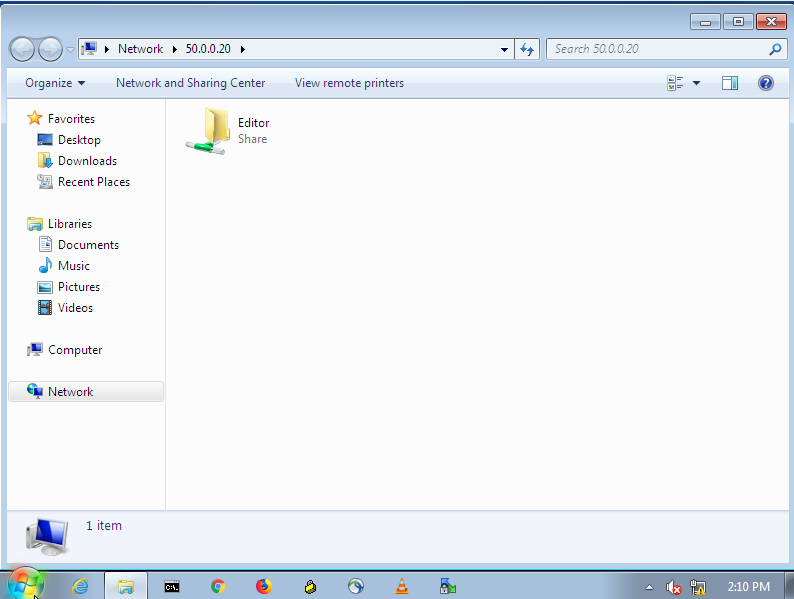 Network 50.0.0.20
Search 50.0.0.20
Organize Network and Sharing Center View remote printers
Favorites
Desktop
Downloads
Recent Places
Libraries
Documents
Music
Pictures
Videos
Computer
Network
Editor
Share
1 item
C:\.
2:10 PM